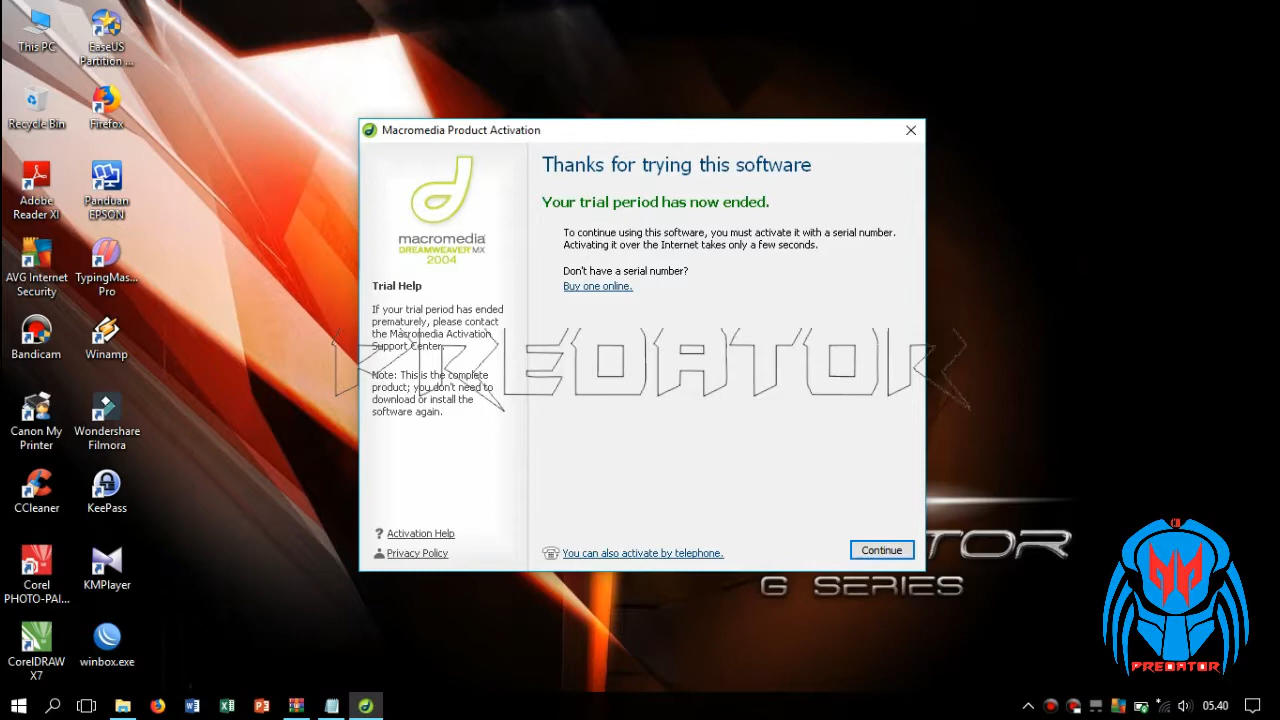 This PC
EaseUS
Partition ...
Recycle Bin
Firefox
Adobe
Reader XI
Panduan
EPSON
AVG Internet
Security
TypingMas...
Pro
Bandicam
Winamp
Canon My
Printer
Wondershare
Filmora
CCleaner
KeePass
Corel
PHOTO-PAI...
KMPlayer
CorelDRAW
X7
winbox.exe
Macromedia Product Activation
macromedia
DREAMWEAVER MX
2004
Trial Help
If your trial period has ended
prematurely, please contact
the Macromedia Activation
Support Center.
Note: This is the complete
product; you don't need to
download or install the
software again.
? Activation Help
Privacy Policy
Thanks for trying this software
Your trial period has now ended.
To continue using this software, you must activate it with a serial number.
Activating it over the Internet takes only a few seconds.
Don't have a serial number?
Buy one online.
You can also activate by telephone.
Continue
PREDATOR
TOR
G SERIES
PREDATOR
05.40